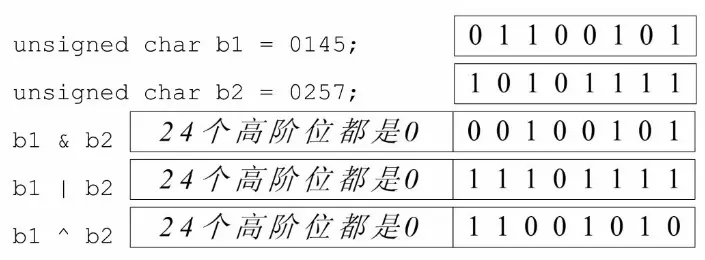 unsigned char b1 = 0145; 0 1 1 0 0 1 0 1
unsigned char b2 = 0257; 1 0 1 0 1 1 1 1
b1 & b2 24个高阶位都是0 0 0 1 0 0 1 0 1
b1 | b2 24个高阶位都是0 1 1 1 0 1 1 1 1
b1 ^ b2 24个高阶位都是0 1 1 0 0 1 0 1 0